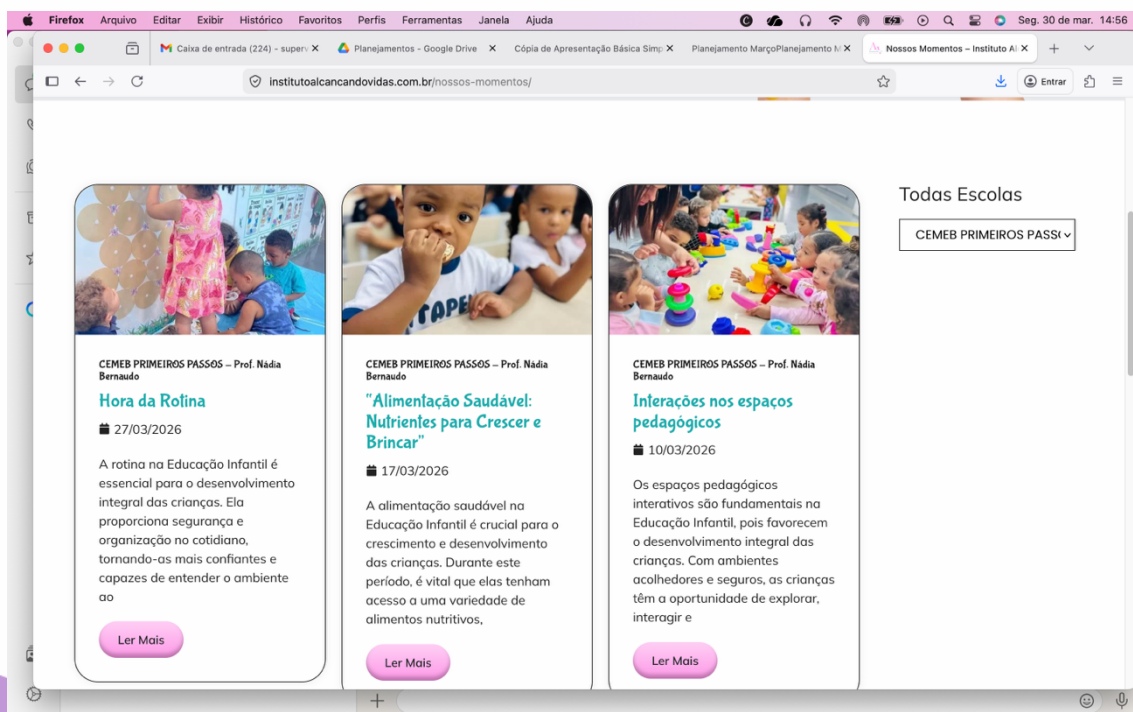 Firefox Arquivo Editar Exibir Histórico Favoritos Perfis Ferramentas Janela Ajuda
Seg. 30 de mar. 14:56
Caixa de entrada (224) - superv
Planejamentos - Google Drive
Cópia de Apresentação Básica Simp
Planejamento MarçoPlanejamento M
Nossos Momentos – Instituto Al
institutoalcancandovidas.com.br/nossos-momentos/
Entrar
Todas Escolas
CEMEB PRIMEIROS PASS
CEMEB PRIMEIROS PASSOS – Prof. Nádia
Bernaudo
Hora da Rotina
27/03/2026
A rotina na Educação Infantil é
essencial para o desenvolvimento
integral das crianças. Ela
proporciona segurança e
organização no cotidiano,
tornando-as mais confiantes e
capazes de entender o ambiente
ao
Ler Mais
TAPE
CEMEB PRIMEIROS PASSOS – Prof. Nádia
Bernaudo
"Alimentação Saudável:
Nutrientes para Crescer e
Brincar"
17/03/2026
A alimentação saudável na
Educação Infantil é crucial para o
crescimento e desenvolvimento
das crianças. Durante este
período, é vital que elas tenham
acesso a uma variedade de
alimentos nutritivos,
Ler Mais
CEMEB PRIMEIROS PASSOS – Prof. Nádia
Bernaudo
Interações nos espaços
pedagógicos
10/03/2026
Os espaços pedagógicos
interativos são fundamentais na
Educação Infantil, pois favorecem
o desenvolvimento integral das
crianças. Com ambientes
acolhedores e seguros, as crianças
têm a oportunidade de explorar,
interagir e
Ler Mais